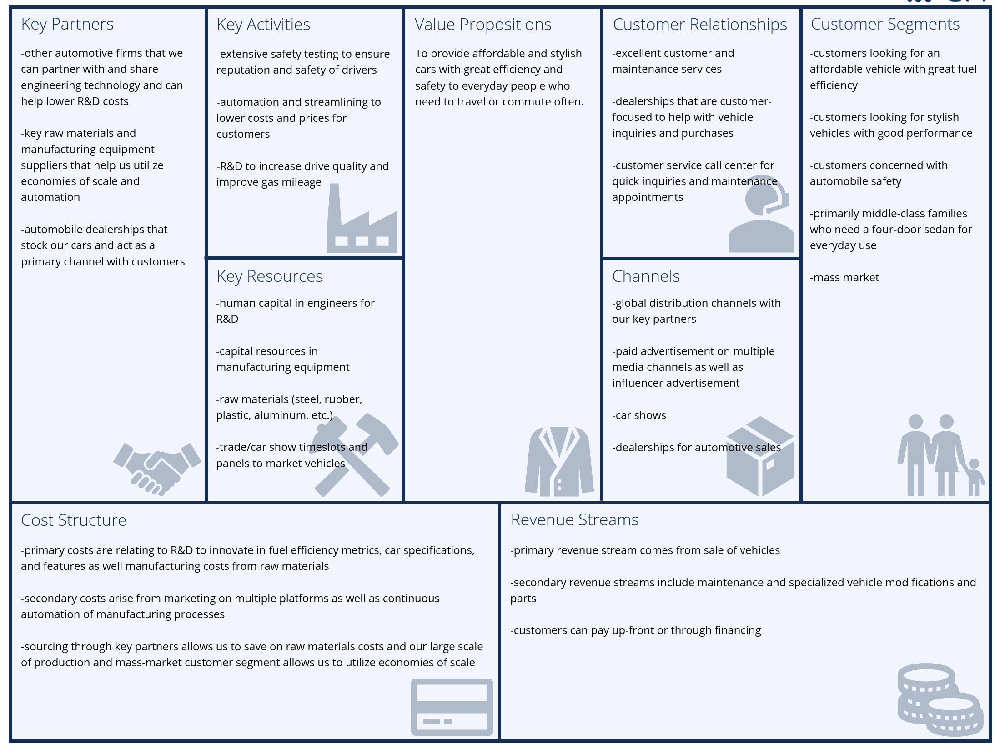 Key Partners
-other automotive firms that we
can partner with and share
engineering technology and can
help lower R&D costs
-key raw materials and
manufacturing equipment
suppliers that help us utilize
economies of scale and
automation
-automobile dealerships that
stock our cars and act as a
primary channel with customers
Key Activities
-extensive safety testing to ensure
reputation and safety of drivers
-automation and streamlining to
lower costs and prices for
customers
-R&D to increase drive quality and
improve gas mileage
Key Resources
-human capital in engineers for
R&D
-capital resources in
manufacturing equipment
-raw materials (steel, rubber,
plastic, aluminum, etc.)
-trade/car show timeslots and
panels to market vehicles
Value Propositions
To provide affordable and stylish
cars with great efficiency and
safety to everyday people who
need to travel or commute often.
Customer Relationships
-excellent customer and
maintenance services
-dealerships that are customer-
focused to help with vehicle
inquiries and purchases
-customer service call center for
quick inquiries and maintenance
appointments
Channels
-global distribution channels with
our key partners
-paid advertisement on multiple
media channels as well as
influencer advertisement
-car shows
-dealerships for automotive sales
Customer Segments
-customers looking for an
affordable vehicle with great fuel
efficiency
-customers looking for stylish
vehicles with good performance
-customers concerned with
automobile safety
-primarily middle-class families
who need a four-door sedan for
everyday use
-mass market
Cost Structure
-primary costs are relating to R&D to innovate in fuel efficiency metrics, car specifications,
and features as well manufacturing costs from raw materials
-secondary costs arise from marketing on multiple platforms as well as continuous
automation of manufacturing processes
-sourcing through key partners allows us to save on raw materials costs and our large scale
of production and mass-market customer segment allows us to utilize economies of scale
Revenue Streams
-primary revenue stream comes from sale of vehicles
-secondary revenue streams include maintenance and specialized vehicle modifications and
parts
-customers can pay up-front or through financing